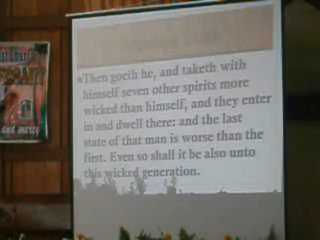 Then goeth he, and taketh with
himself seven other spirits more
wicked than himself, and they enter
in and dwell there: and the last
state of that man is worse than the
first. Even so shall it be also unto
this wicked generation.